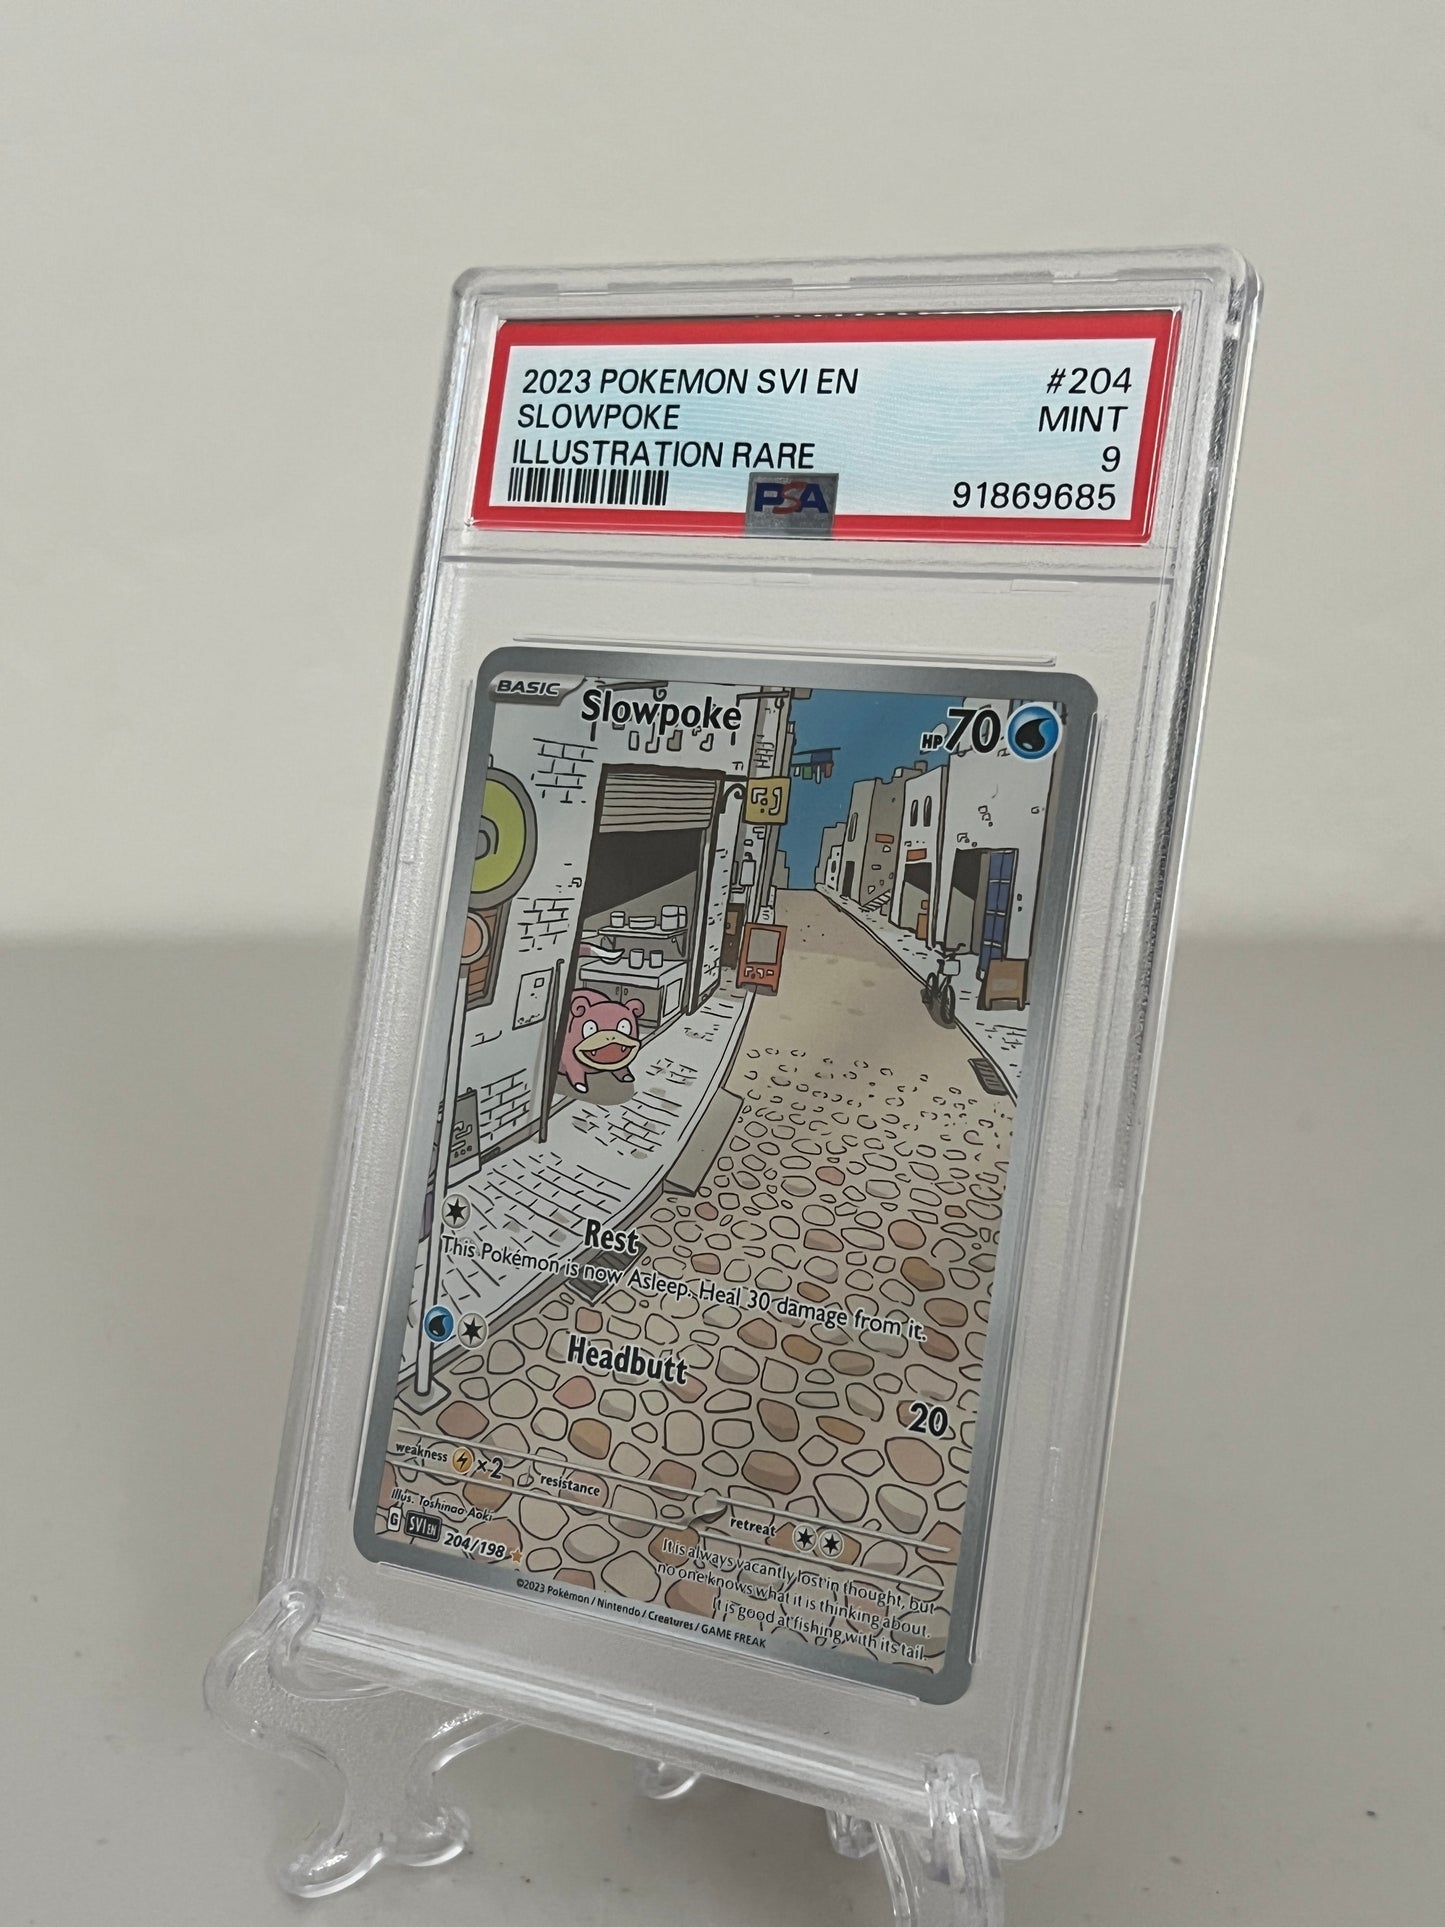 2023 POKEMON SVI EN #204
SLOWPOKE MINT
ILLUSTRATION RARE 9
PSA 91869685
BASIC Slowpoke HP 70
Rest
This Pokémon is now Asleep. Heal 30 damage from it.
Headbutt 20
weakness ×2 resistance retreat
Illus. Toshinao Aoki
G SVI EN 204/198
It is always vacantly lost in thought, but
no one knows what it is thinking about.
It is good at fishing with its tail.
©2023 Pokémon / Nintendo / Creatures / GAME FREAK